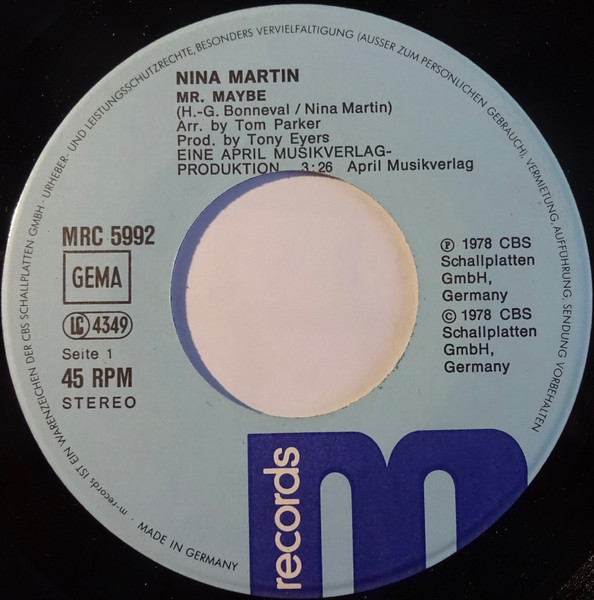 NINA MARTIN
MR. MAYBE
(H.-G. Bonneval / Nina Martin)
Arr. by Tom Parker
Prod. by Tony Eyers
EINE APRIL MUSIKVERLAG-
PRODUKTION 3:26 April Musikverlag
MRC 5992
GEMA
LC 4349
Seite 1
45 RPM
STEREO
Ⓟ 1978 CBS
Schallplatten
GmbH,
Germany
© 1978 CBS
Schallplatten
GmbH,
Germany
m records
m-records IST EIN WARENZEICHEN DER CBS SCHALLPLATTEN GMBH · URHEBER- UND LEISTUNGSSCHUTZRECHTE, BESONDERS VERVIELFÄLTIGUNG (AUSSER ZUM PERSÖNLICHEN GEBRAUCH), VERMIETUNG, AUFFÜHRUNG, SENDUNG VORBEHALTEN
MADE IN GERMANY